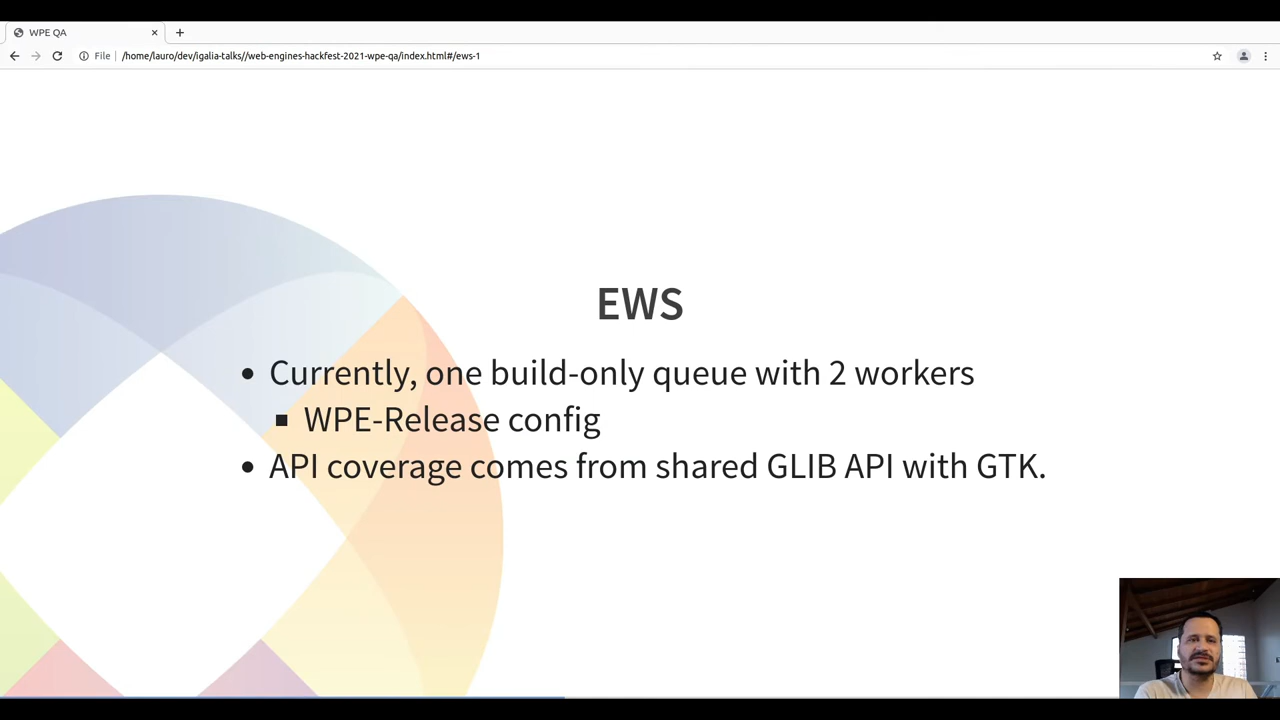 WPE QA
File
/home/lauro/dev/igalia-talks//web-engines-hackfest-2021-wpe-qa/index.html#/ews-1
EWS
Currently, one build-only queue with 2 workers
WPE-Release config
API coverage comes from shared GLIB API with GTK.